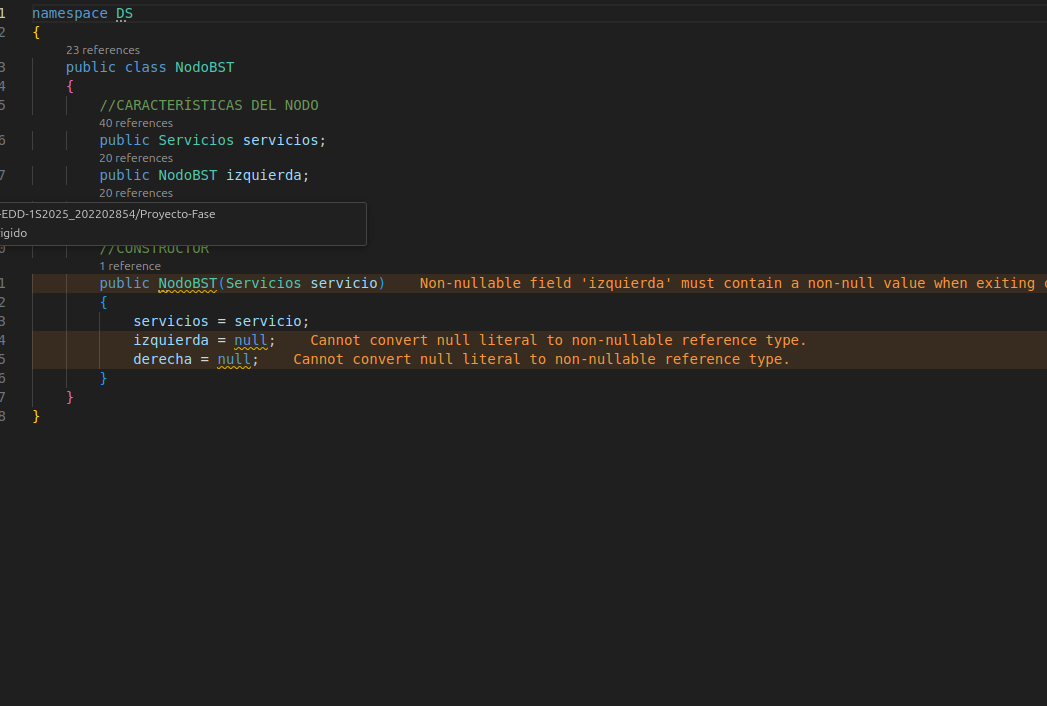 1 namespace DS
2 {
23 references
3 public class NodoBST
4 {
5 //CARACTERÍSTICAS DEL NODO
40 references
6 public Servicios servicios;
20 references
7 public NodoBST izquierda;
20 references
-EDD-1S2025_202202854/Proyecto-Fase
igido
0 //CONSTRUCTOR
1 reference
1 public NodoBST(Servicios servicio) Non-nullable field 'izquierda' must contain a non-null value when exiting
2 {
3 servicios = servicio;
4 izquierda = null; Cannot convert null literal to non-nullable reference type.
5 derecha = null; Cannot convert null literal to non-nullable reference type.
6 }
7 }
8 }